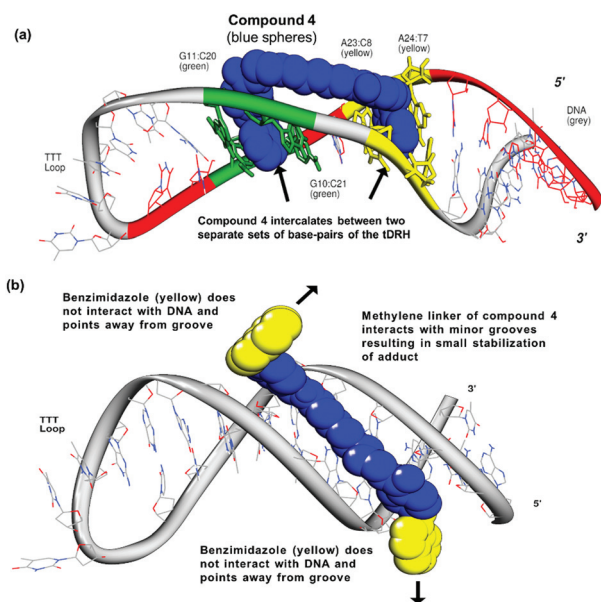 (a)
Compound 4
(blue spheres)
G11:C20
(green)
A23:C8
(yellow)
A24:T7
(yellow)
5'
DNA
(grey)
TTT
Loop
G10:C21
(green)
3'
Compound 4 intercalates between two
separate sets of base-pairs of the tDRH
(b)
Benzimidazole (yellow) does
not interact with DNA and
points away from groove
Methylene linker of compound 4
interacts with minor grooves
resulting in small stabilization
of adduct
3'
TTT
Loop
5'
Benzimidazole (yellow) does
not interact with DNA and
points away from groove